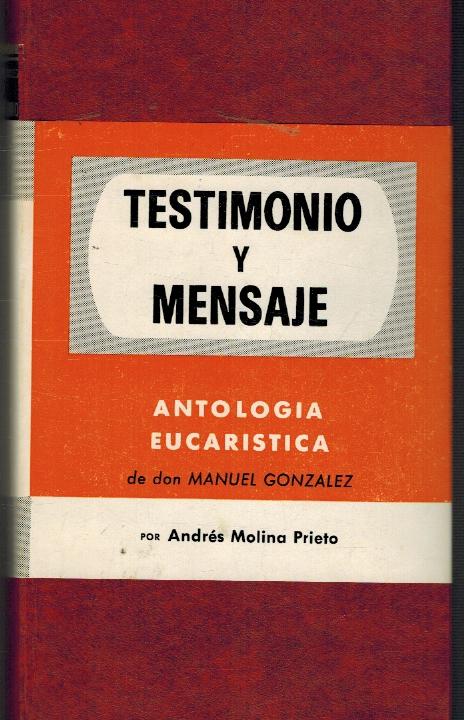 TESTIMONIO
Y
MENSAJE
ANTOLOGIA
EUCARISTICA
de don MANUEL GONZALEZ
POR Andrés Molina Prieto